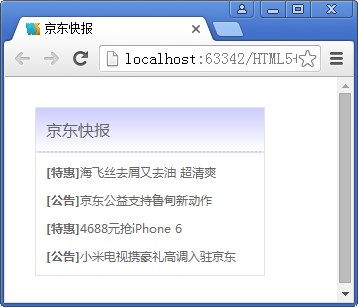 京东快报
localhost:63342/HTML5+
京东快报
[特惠]海飞丝去屑又去油 超清爽
[公告]京东公益支持鲁甸新动作
[特惠]4688元抢iPhone 6
[公告]小米电视携豪礼高调入驻京东